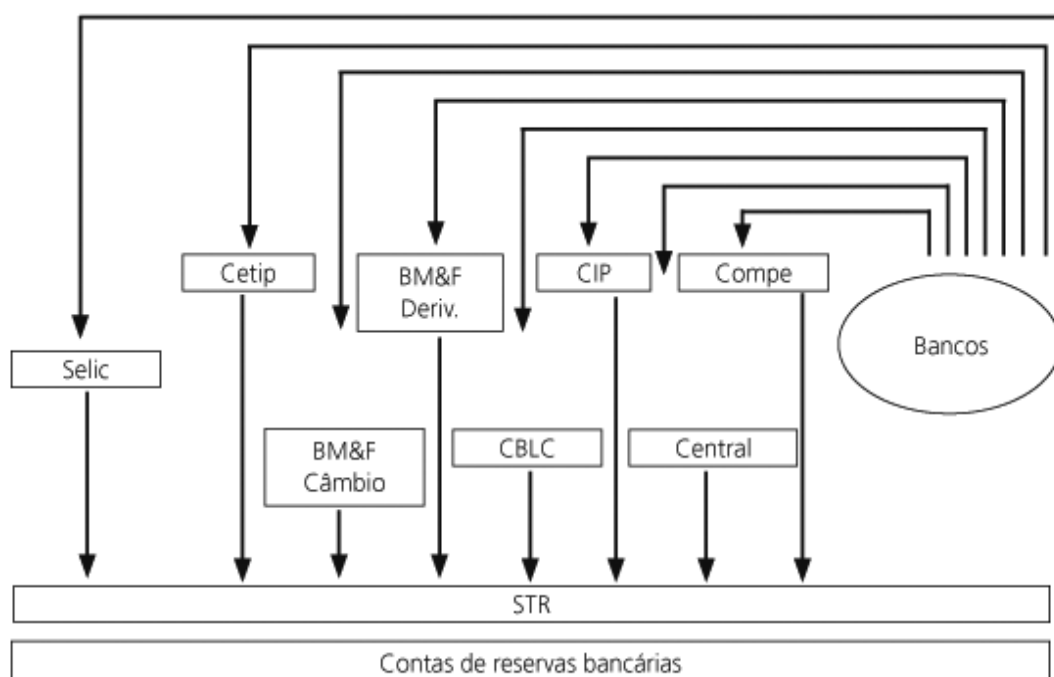 Cetip
BM&F
Deriv.
CIP
Compe
Bancos
Selic
BM&F
Câmbio
CBLC
Central
STR
Contas de reservas bancárias